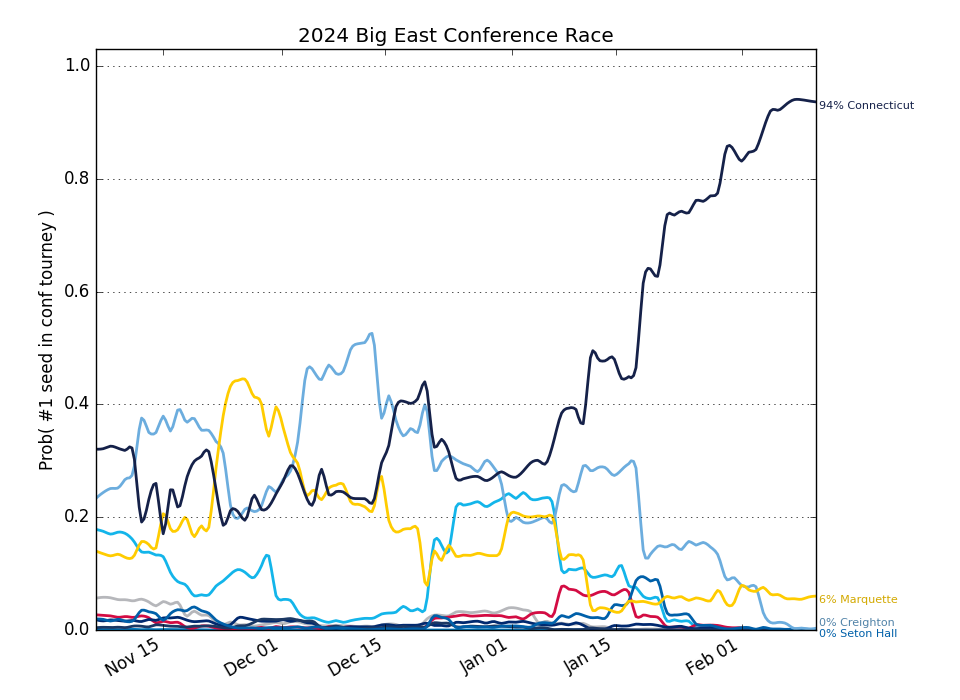 2024 Big East Conference Race
Prob( #1 seed in conf tourney )
1.0
0.8
0.6
0.4
0.2
0.0
Nov 15
Dec 01
Dec 15
Jan 01
Jan 15
Feb 01
94% Connecticut
6% Marquette
0% Creighton
0% Seton Hall